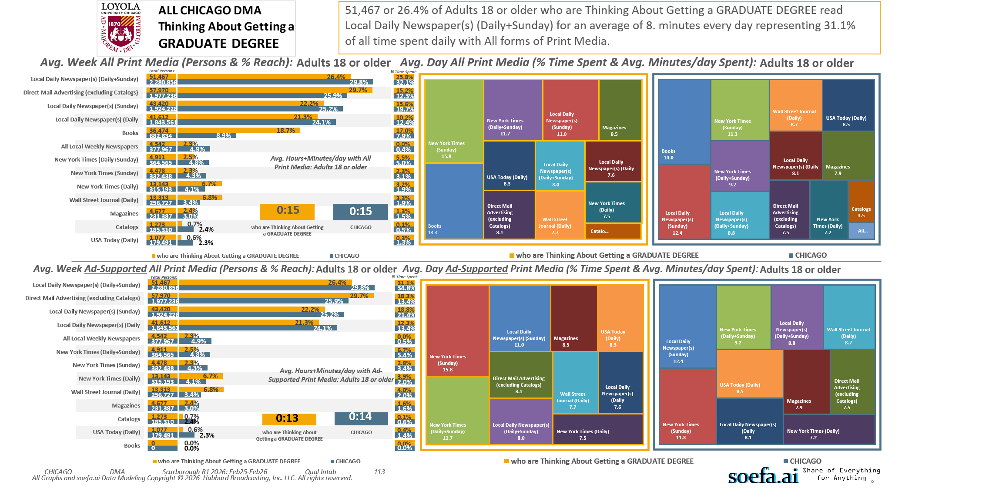 LOYOLA
UNIVERSITY CHICAGO
1870
AD • MAJOREM • DEI • GLORIAM
ALL CHICAGO DMA
Thinking About Getting a
GRADUATE DEGREE
51,467 or 26.4% of Adults 18 or older who are Thinking About Getting a GRADUATE DEGREE read
Local Daily Newspaper(s) (Daily+Sunday) for an average of 8. minutes every day representing 31.1%
of all time spent daily with All forms of Print Media.
Avg. Week All Print Media (Persons & % Reach): Adults 18 or older
Total Persons:
% Time Spent:
Local Daily Newspaper(s) (Daily+Sunday) 51,467 26.4% 25.8%
2,280,856 29.8% 32.1%
Direct Mail Advertising (excluding Catalogs) 57,970 29.7% 15.2%
1,977,236 25.9% 12.3%
Local Daily Newspaper(s) (Sunday) 43,420 22.2% 15.6%
1,924,228 25.2% 19.7%
Local Daily Newspaper(s) (Daily 41,612 21.3% 10.2%
1,843,561 24.1% 12.4%
Books 36,474 18.7% 17.0%
682,834 8.9% 7.9%
All Local Weekly Newspapers 4,542 2.3% 0.0%
377,967 4.9% 0.4%
New York Times (Daily+Sunday) 4,911 2.5% 5.5%
364,565 4.8% 5.0%
New York Times (Sunday) 4,478 2.3% 2.3%
332,438 4.3% 3.1%
New York Times (Daily) 13,143 6.7% 3.2%
315,193 4.1% 1.9%
Wall Street Journal (Daily) 13,313 6.8% 3.3%
256,727 3.4% 1.9%
Magazines 4,677 2.4% 1.3%
231,387 3.0% 1.5%
Catalogs 1,273 0.7% 0.1%
185,310 2.4% 0.5%
USA Today (Daily) 1,077 0.6% 0.3%
179,491 2.3% 1.3%
Avg. Hours+Minutes/day with All
Print Media: Adults 18 or older
0:15
0:15
who are Thinking About Getting
a GRADUATE DEGREE
CHICAGO
who are Thinking About Getting a GRADUATE DEGREE
CHICAGO
Avg. Day All Print Media (% Time Spent & Avg. Minutes/day Spent): Adults 18 or older
New York Times
(Sunday)
15.8
Books
14.4
New York Times
(Daily+Sunday)
11.7
Local Daily
Newspaper(s)
(Sunday)
11.0
Magazines
8.5
USA Today (Daily)
8.3
Local Daily
Newspaper(s)
(Daily+Sunday)
8.0
Local Daily
Newspaper(s) (Daily
7.6
Direct Mail
Advertising
(excluding
Catalogs)
8.1
Wall Street
Journal (Daily)
7.7
New York Times
(Daily)
7.5
Catalo...
Books
14.0
Local Daily
Newspaper(s)
(Sunday)
12.4
New York Times
(Sunday)
11.3
New York Times
(Daily+Sunday)
9.2
Local Daily
Newspaper(s)
(Daily+Sunday)
8.8
Wall Street Journal
(Daily)
8.7
USA Today (Daily)
8.5
Local Daily
Newspaper(s) (Daily
8.1
Magazines
7.9
Direct Mail
Advertising
(excluding
Catalogs)
7.5
New York
Times (Daily)
7.2
Catalogs
3.5
All...
who are Thinking About Getting a GRADUATE DEGREE
CHICAGO
Avg. Week Ad-Supported All Print Media (Persons & % Reach): Adults 18 or older
Total Persons:
% Time Spent:
Local Daily Newspaper(s) (Daily+Sunday) 51,467 26.4% 31.1%
2,280,856 29.8% 34.8%
Direct Mail Advertising (excluding Catalogs) 57,970 29.7% 18.3%
1,977,236 25.9% 13.4%
Local Daily Newspaper(s) (Sunday) 43,420 22.2% 18.8%
1,924,228 25.2% 21.4%
Local Daily Newspaper(s) (Daily 41,612 21.3% 12.3%
1,843,561 24.1% 13.4%
All Local Weekly Newspapers 4,542 2.3% 0.0%
377,967 4.9% 0.5%
New York Times (Daily+Sunday) 4,911 2.5% 6.7%
364,565 4.8% 5.4%
New York Times (Sunday) 4,478 2.3% 2.8%
332,438 4.3% 3.4%
New York Times (Daily) 13,143 6.7% 3.9%
315,193 4.1% 2.0%
Wall Street Journal (Daily) 13,313 6.8% 4.0%
256,727 3.4% 2.0%
Magazines 4,677 2.4% 1.6%
231,387 3.0% 1.6%
Catalogs 1,273 0.7% 0.1%
185,310 2.4% 0.6%
USA Today (Daily) 1,077 0.6% 0.4%
179,491 2.3% 1.4%
Books 0 0.0% 0.0%
0 0.0% 0.0%
Avg. Hours+Minutes/day with Ad-
Supported Print Media: Adults 18 or older
0:13
0:14
who are Thinking About
Getting a GRADUATE DEGREE
CHICAGO
who are Thinking About Getting a GRADUATE DEGREE
CHICAGO
Avg. Day Ad-Supported Print Media (% Time Spent & Avg. Minutes/day Spent): Adults 18 or older
New York Times
(Sunday)
15.8
New York Times
(Daily+Sunday)
11.7
Local Daily
Newspaper(s) (Sunday)
11.0
Magazines
8.5
USA Today
(Daily)
8.3
Direct Mail Advertising
(excluding Catalogs)
8.1
Local Daily Newspaper(s)
(Daily+Sunday)
8.0
Wall Street
Journal (Daily)
7.7
Local Daily
Newspaper(s)
(Daily
7.6
New York Times (Daily)
7.5
Local Daily
Newspaper(s)
(Sunday)
12.4
New York Times
(Sunday)
11.3
New York Times
(Daily+Sunday)
9.2
Local Daily
Newspaper(s)
(Daily+Sunday)
8.8
Wall Street Journal
(Daily)
8.7
USA Today (Daily)
8.5
Local Daily Newspaper(s)
(Daily
8.1
Magazines
7.9
Direct Mail
Advertising
(excluding
Catalogs)
7.5
New York Times (Daily)
7.2
who are Thinking About Getting a GRADUATE DEGREE
CHICAGO
CHICAGO DMA Scarborough R1 2026: Feb25-Feb26 Qual Intab 113
All Graphs and soefa.ai Data Modeling Copyright © 2026 Hubbard Broadcasting, Inc. LLC. All rights reserved.
soefa.ai
Share of Everything
for Anything ©